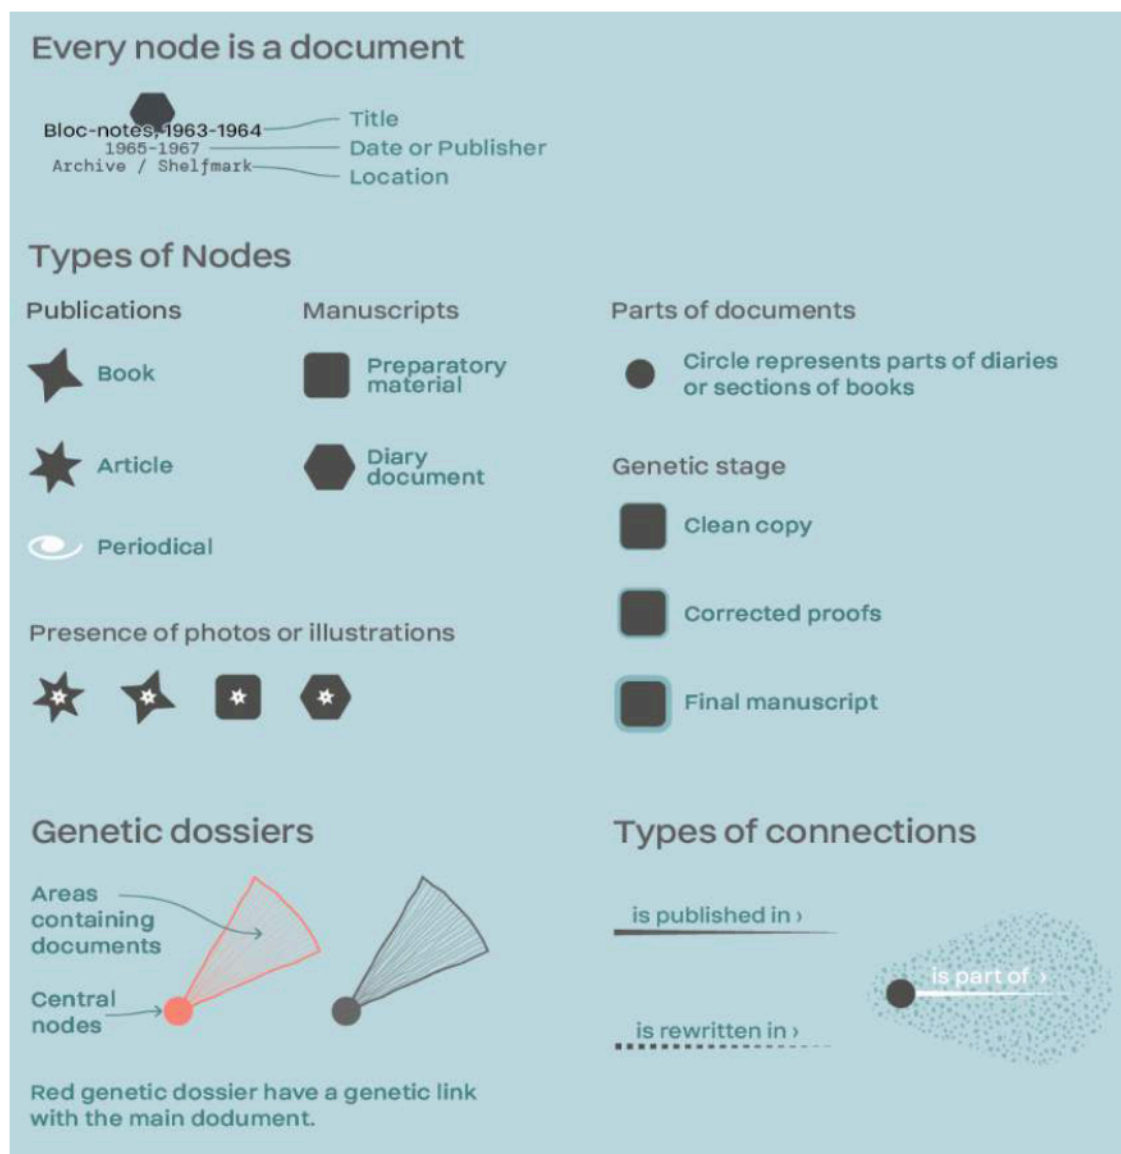 Every node is a document
Bloc-notes, 1963-1964
1965-1967
Archive / Shelfmark
Title
Date or Publisher
Location
Types of Nodes
Publications
Book
Article
Periodical
Manuscripts
Preparatory
material
Diary
document
Parts of documents
Circle represents parts of diaries
or sections of books
Genetic stage
Clean copy
Corrected proofs
Final manuscript
Presence of photos or illustrations
Genetic dossiers
Areas
containing
documents
Central
nodes
Red genetic dossier have a genetic link
with the main dodument.
Types of connections
is published in ›
is part of ›
is rewritten in ›